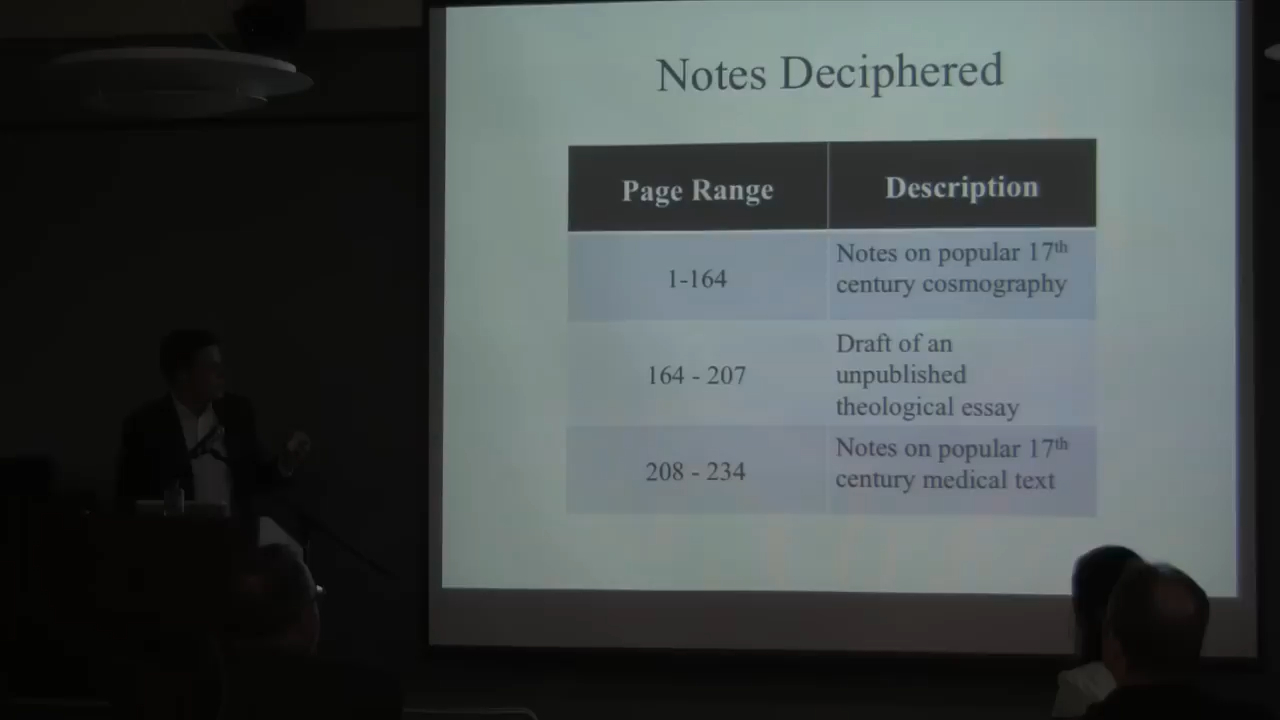 Notes Deciphered
Page Range
Description
1-164
Notes on popular 17th
century cosmography
164 - 207
Draft of an
unpublished
theological essay
208 - 234
Notes on popular 17th
century medical text